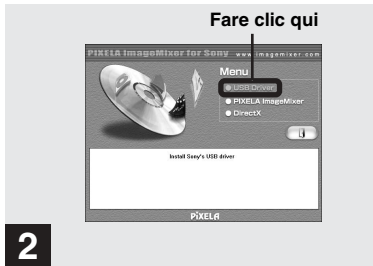 Fare clic qui
PIXELA ImageMixer for Sony www.imagemixer.com
Menu
USB Driver
PIXELA ImageMixer
DirectX
Install Sony's USB driver
PIXELA
2